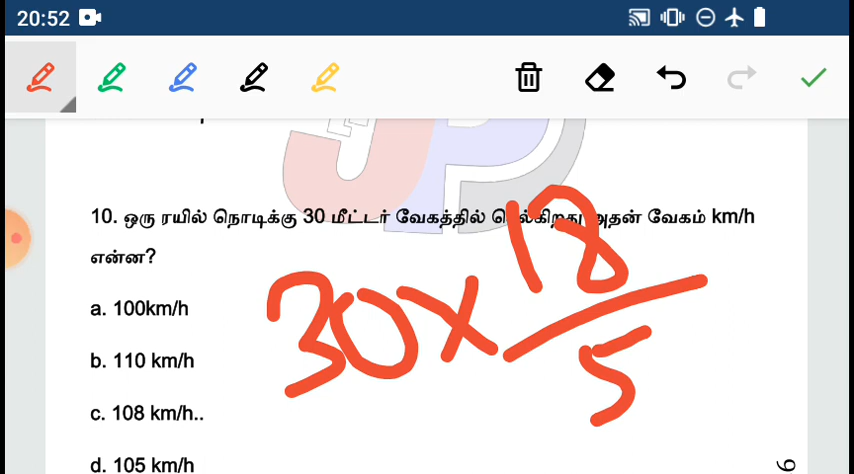 20:52
10. ஒரு ரயில் நொடிக்கு 30 மீட்டர் வேகத்தில் செல்கிறது அதன் வேகம் km/h
என்ன?
30 × 18/5
a. 100km/h
b. 110 km/h
c. 108 km/h..
d. 105 km/h
6